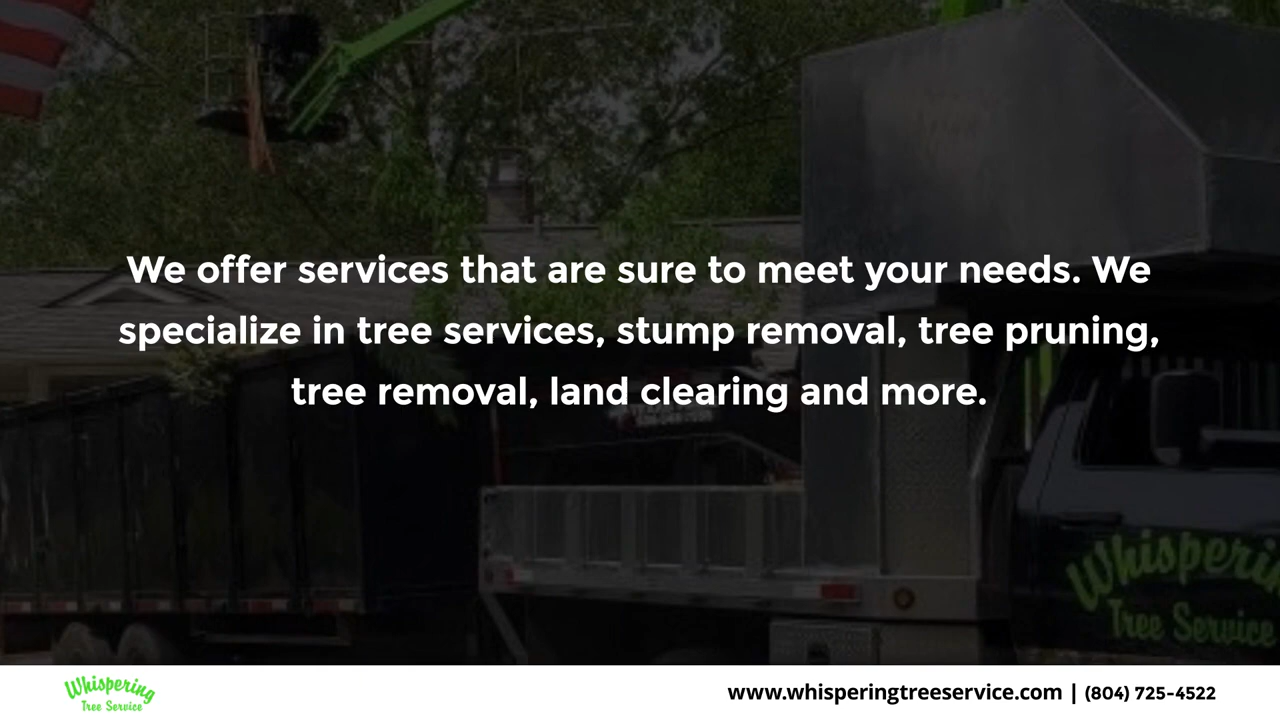 We offer services that are sure to meet your needs. We
specialize in tree services, stump removal, tree pruning,
tree removal, land clearing and more.
Whisperin
Tree Service
Whispering
Tree Service
www.whisperingtreeservice.com | (804) 725-4522